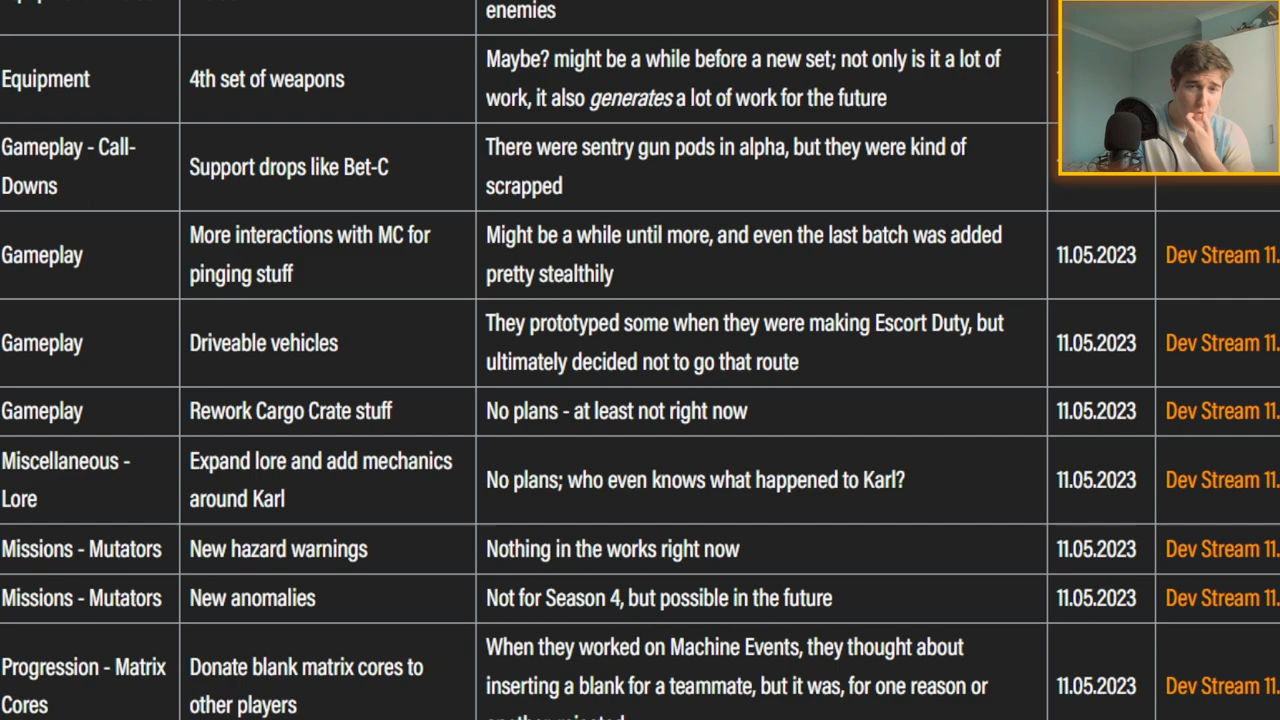 enemies
Equipment
4th set of weapons
Maybe? might be a while before a new set; not only is it a lot of
work, it also generates a lot of work for the future
Gameplay - Call-
Downs
Support drops like Bet-C
There were sentry gun pods in alpha, but they were kind of
scrapped
Gameplay
More interactions with MC for
pinging stuff
Might be a while until more, and even the last batch was added
pretty stealthily
11.05.2023
Dev Stream 11.
Gameplay
Driveable vehicles
They prototyped some when they were making Escort Duty, but
ultimately decided not to go that route
11.05.2023
Dev Stream 11.
Gameplay
Rework Cargo Crate stuff
No plans - at least not right now
11.05.2023
Dev Stream 11.
Miscellaneous -
Lore
Expand lore and add mechanics
around Karl
No plans; who even knows what happened to Karl?
11.05.2023
Dev Stream 11.
Missions - Mutators
New hazard warnings
Nothing in the works right now
11.05.2023
Dev Stream 11.
Missions - Mutators
New anomalies
Not for Season 4, but possible in the future
11.05.2023
Dev Stream 11.
Progression - Matrix
Cores
Donate blank matrix cores to
other players
When they worked on Machine Events, they thought about
inserting a blank for a teammate, but it was, for one reason or
11.05.2023
Dev Stream 11.